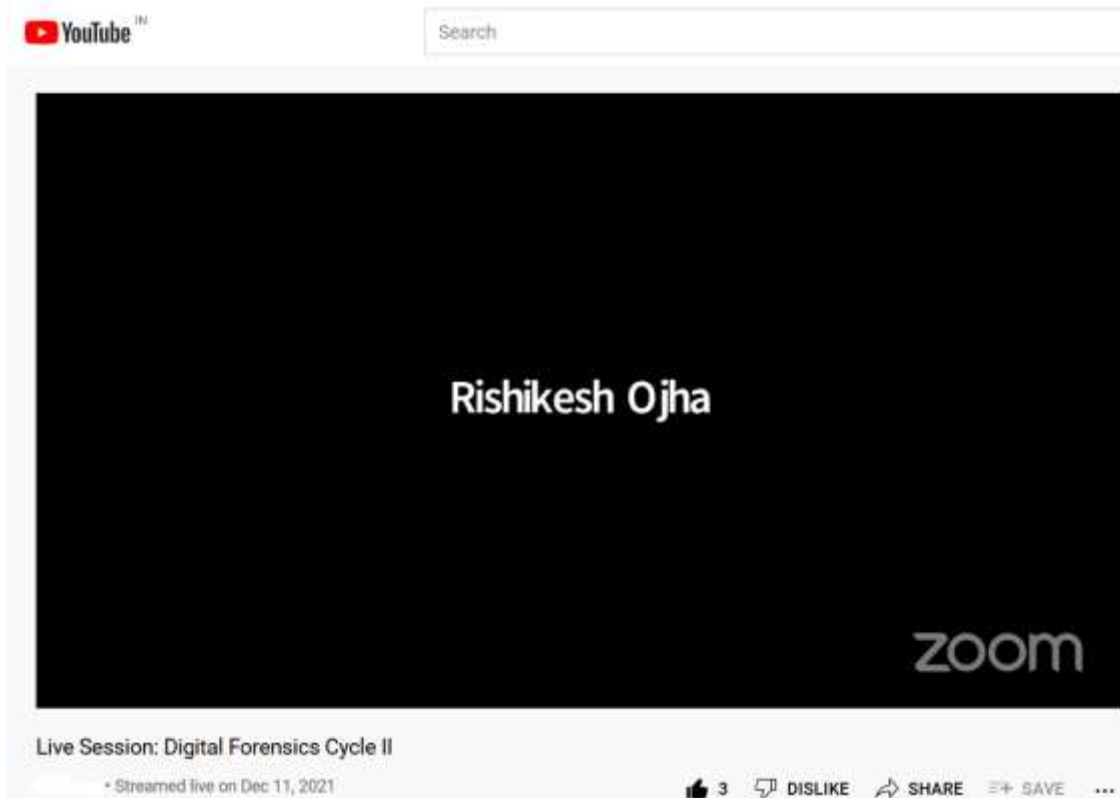 YouTube IN
Search
Rishikesh Ojha
zoom
Live Session: Digital Forensics Cycle II
• Streamed live on Dec 11, 2021
3 DISLIKE SHARE SAVE ...